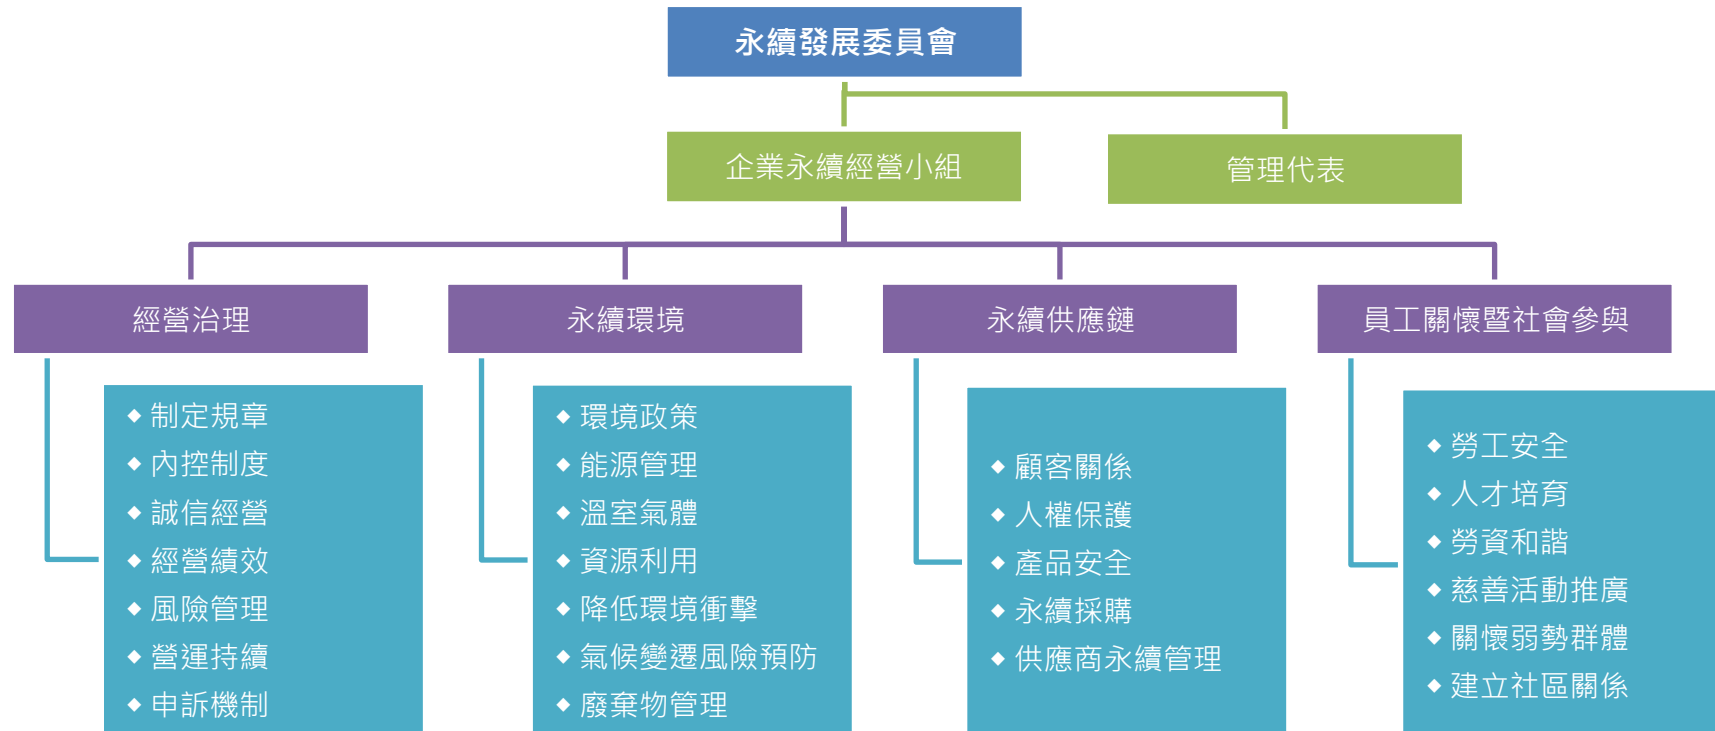 永續發展委員會
企業永續經營小組
管理代表
經營治理
永續環境
永續供應鏈
員工關懷暨社會參與
◆ 制定規章
◆ 內控制度
◆ 誠信經營
◆ 經營績效
◆ 風險管理
◆ 營運持續
◆ 申訴機制
◆ 環境政策
◆ 能源管理
◆ 溫室氣體
◆ 資源利用
◆ 降低環境衝擊
◆ 氣候變遷風險預防
◆ 廢棄物管理
◆ 顧客關係
◆ 人權保護
◆ 產品安全
◆ 永續採購
◆ 供應商永續管理
◆ 勞工安全
◆ 人才培育
◆ 勞資和諧
◆ 慈善活動推廣
◆ 關懷弱勢群體
◆ 建立社區關係